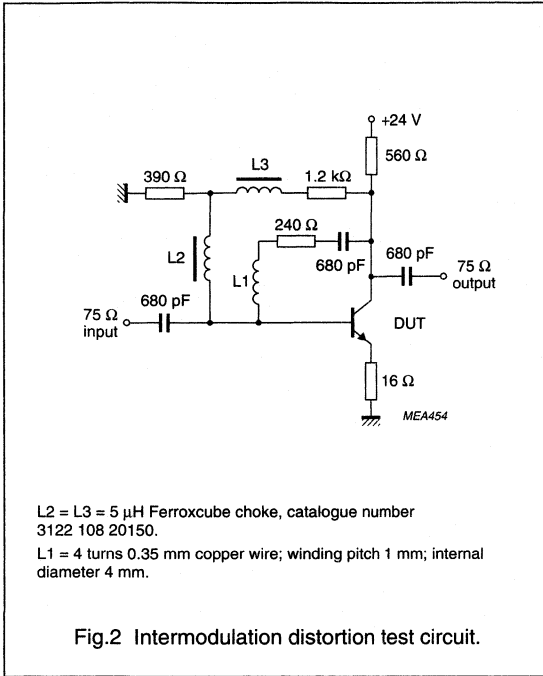 +24 V
560 Ω
L3
390 Ω
1.2 kΩ
240 Ω
L2
680 pF
680 pF
L1
75 Ω
output
680 pF
75 Ω
input
DUT
16 Ω
MEA454
L2 = L3 = 5 μH Ferroxcube choke, catalogue number
3122 108 20150.
L1 = 4 turns 0.35 mm copper wire; winding pitch 1 mm; internal
diameter 4 mm.
Fig.2 Intermodulation distortion test circuit.